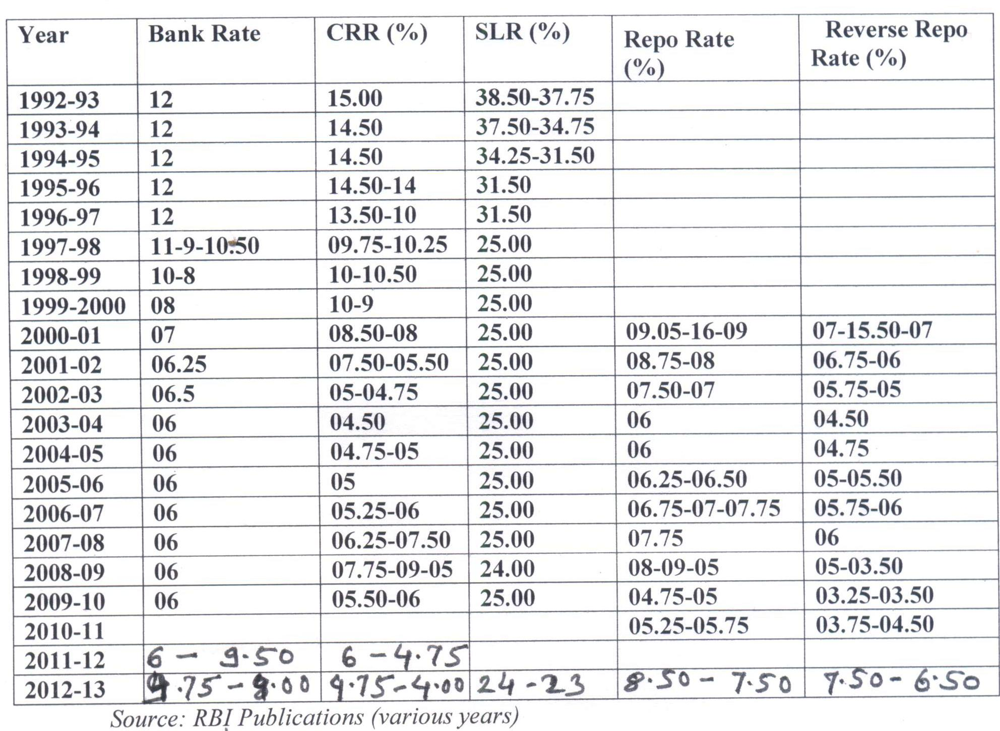 Year Bank Rate CRR (%) SLR (%) Repo Rate (%) Reverse Repo Rate (%)
1992-93 12 15.00 38.50-37.75
1993-94 12 14.50 37.50-34.75
1994-95 12 14.50 34.25-31.50
1995-96 12 14.50-14 31.50
1996-97 12 13.50-10 31.50
1997-98 11-9-10.50 09.75-10.25 25.00
1998-99 10-8 10-10.50 25.00
1999-2000 08 10-9 25.00
2000-01 07 08.50-08 25.00 09.05-16-09 07-15.50-07
2001-02 06.25 07.50-05.50 25.00 08.75-08 06.75-06
2002-03 06.5 05-04.75 25.00 07.50-07 05.75-05
2003-04 06 04.50 25.00 06 04.50
2004-05 06 04.75-05 25.00 06 04.75
2005-06 06 05 25.00 06.25-06.50 05-05.50
2006-07 06 05.25-06 25.00 06.75-07-07.75 05.75-06
2007-08 06 06.25-07.50 25.00 07.75 06
2008-09 06 07.75-09-05 24.00 08-09-05 05-03.50
2009-10 06 05.50-06 25.00 04.75-05 03.25-03.50
2010-11 05.25-05.75 03.75-04.50
2011-12 6 - 9.50 6 - 4.75
2012-13 9.75 - 9.00 4.75 - 4.00 24 - 23 8.50 - 7.50 7.50 - 6.50
Source: RBI Publications (various years)